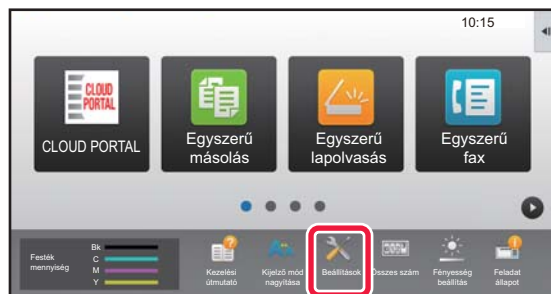 10:15
CLOUD
PORTAL
CLOUD PORTAL
Egyszerű
másolás
Egyszerű
lapolvasás
Egyszerű
fax
Festék
mennyiség
Bk
C
M
Y
Kezelési
útmutató
Kijelző mód
nagyítása
Beállítások
Összes szám
Fényesség
beállítás
Feladat
állapot